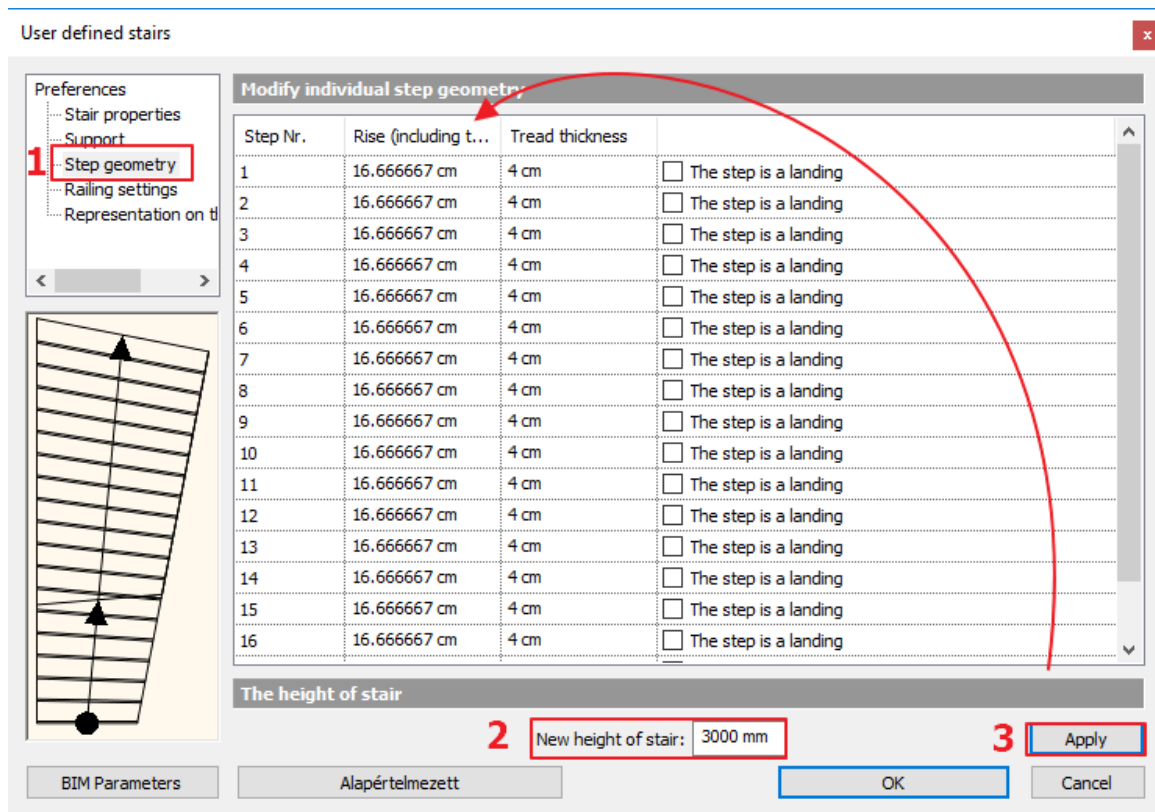 User defined stairs
x
Preferences
Stair properties
Support
1
Step geometry
Railing settings
Representation on tl
Modify individual step geometry
Step Nr. Rise (including t... Tread thickness
1 16.666667 cm 4 cm The step is a landing
2 16.666667 cm 4 cm The step is a landing
3 16.666667 cm 4 cm The step is a landing
4 16.666667 cm 4 cm The step is a landing
5 16.666667 cm 4 cm The step is a landing
6 16.666667 cm 4 cm The step is a landing
7 16.666667 cm 4 cm The step is a landing
8 16.666667 cm 4 cm The step is a landing
9 16.666667 cm 4 cm The step is a landing
10 16.666667 cm 4 cm The step is a landing
11 16.666667 cm 4 cm The step is a landing
12 16.666667 cm 4 cm The step is a landing
13 16.666667 cm 4 cm The step is a landing
14 16.666667 cm 4 cm The step is a landing
15 16.666667 cm 4 cm The step is a landing
16 16.666667 cm 4 cm The step is a landing
The height of stair
2 New height of stair: 3000 mm 3 Apply
BIM Parameters Alapértelmezett OK Cancel